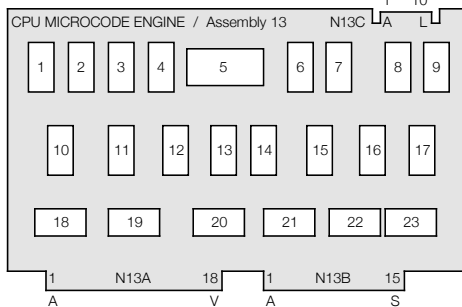 1 10
CPU MICROCODE ENGINE / Assembly 13 N13C A L
1 2 3 4 5 6 7 8 9
10 11 12 13 14 15 16 17
18 19 20 21 22 23
1 N13A 18 1 N13B 15
A V A S